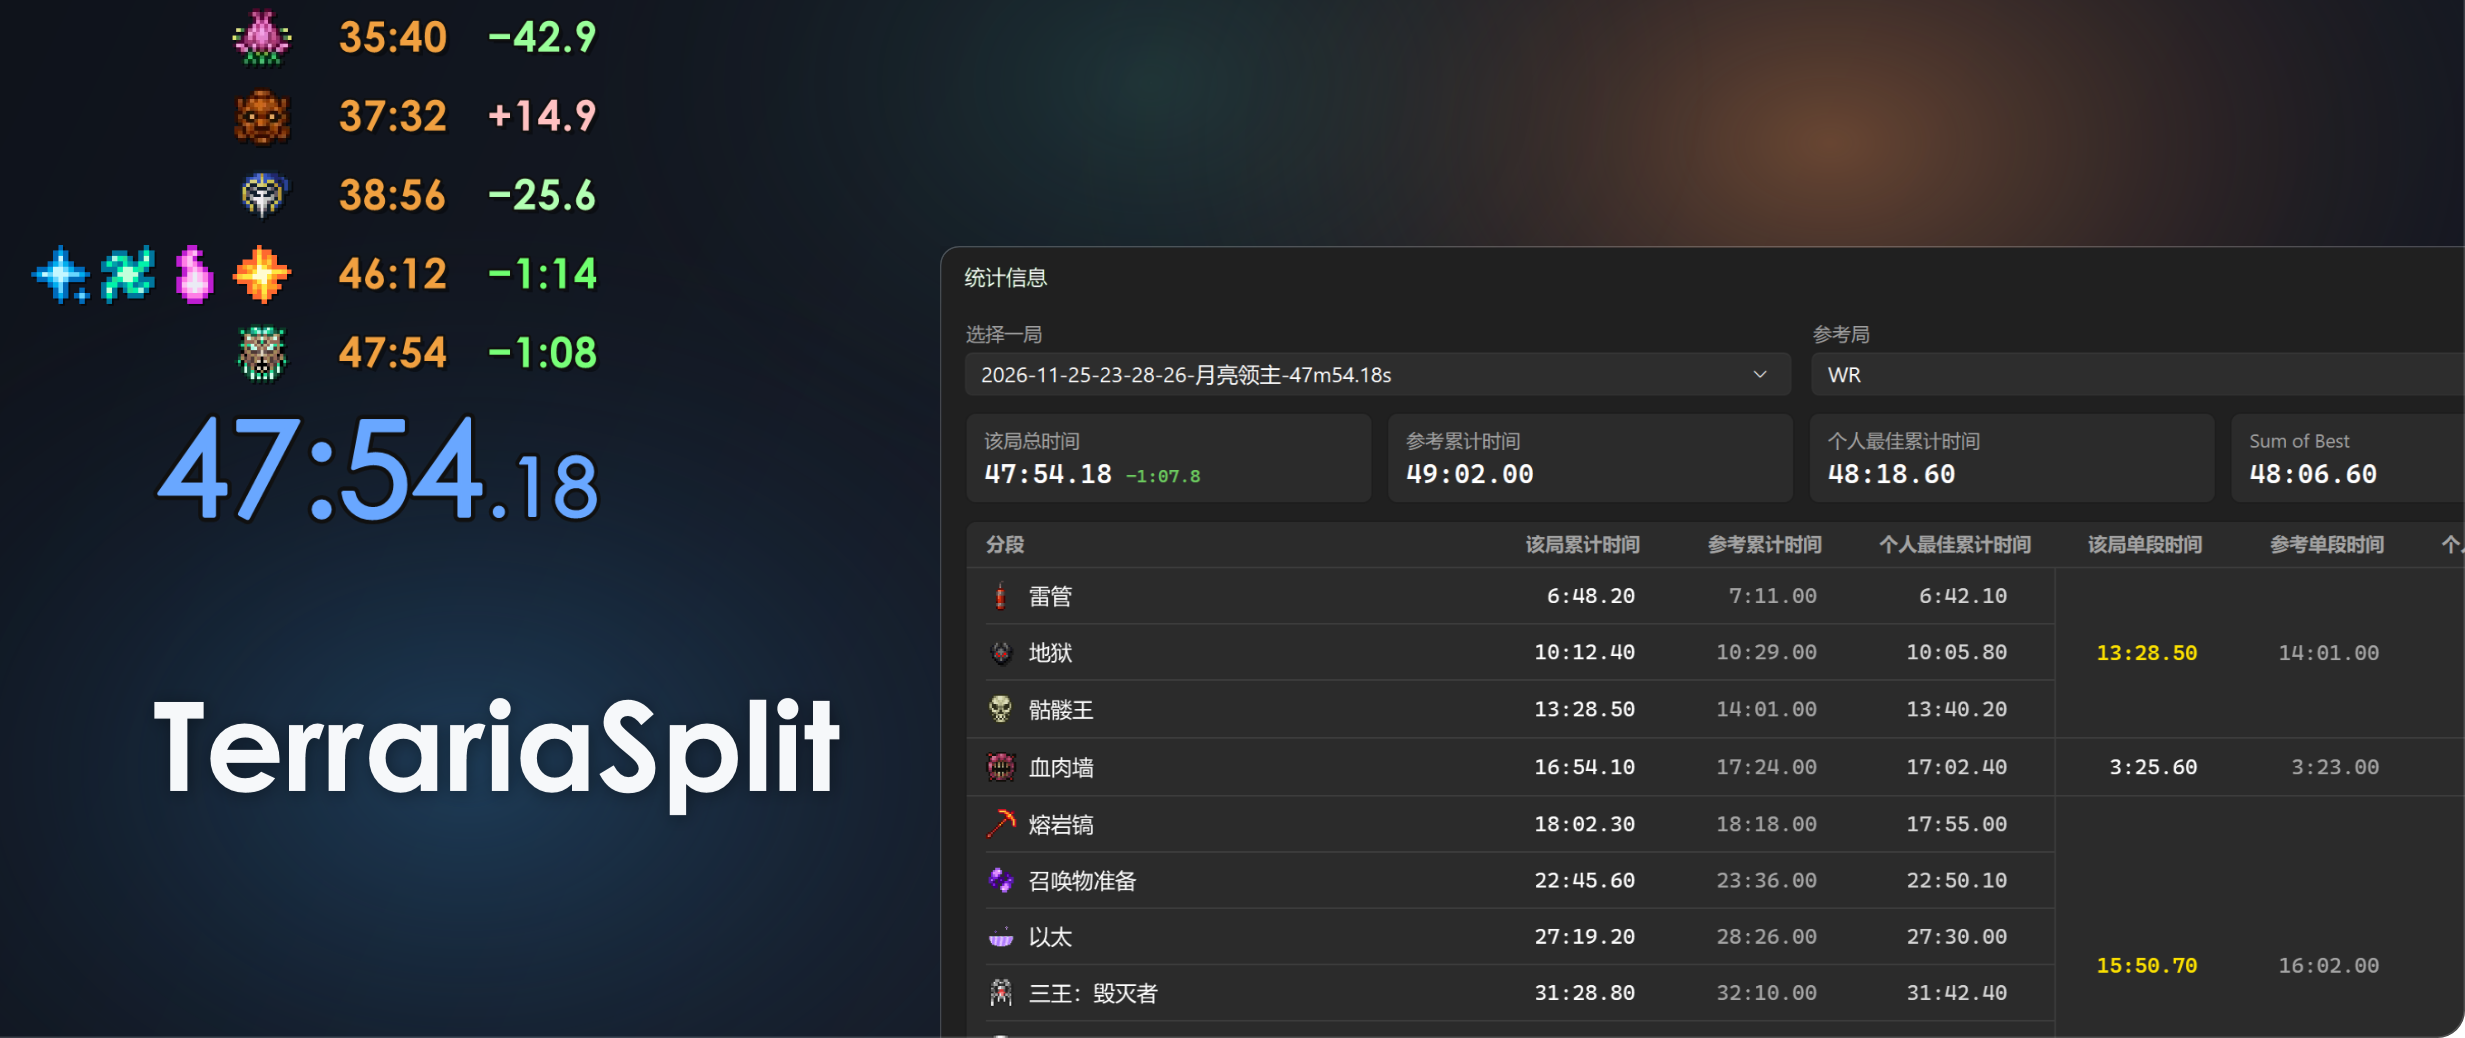 35:40 −42.9
37:32 +14.9
38:56 −25.6
46:12 −1:14
47:54 −1:08
47:54.18
TerrariaSplit
统计信息
选择一局 参考局
2026-11-25-23-28-26-月亮领主-47m54.18s WR
该局总时间 参考累计时间 个人最佳累计时间 Sum of Best
47:54.18 −1:07.8 49:02.00 48:18.60 48:06.60
分段 该局累计时间 参考累计时间 个人最佳累计时间 该局单段时间 参考单段时间 个
雷管 6:48.20 7:11.00 6:42.10
地狱 10:12.40 10:29.00 10:05.80 13:28.50 14:01.00
骷髅王 13:28.50 14:01.00 13:40.20
血肉墙 16:54.10 17:24.00 17:02.40 3:25.60 3:23.00
熔岩镐 18:02.30 18:18.00 17:55.00
召唤物准备 22:45.60 23:36.00 22:50.10
以太 27:19.20 28:26.00 27:30.00
15:50.70 16:02.00
三王：毁灭者 31:28.80 32:10.00 31:42.40